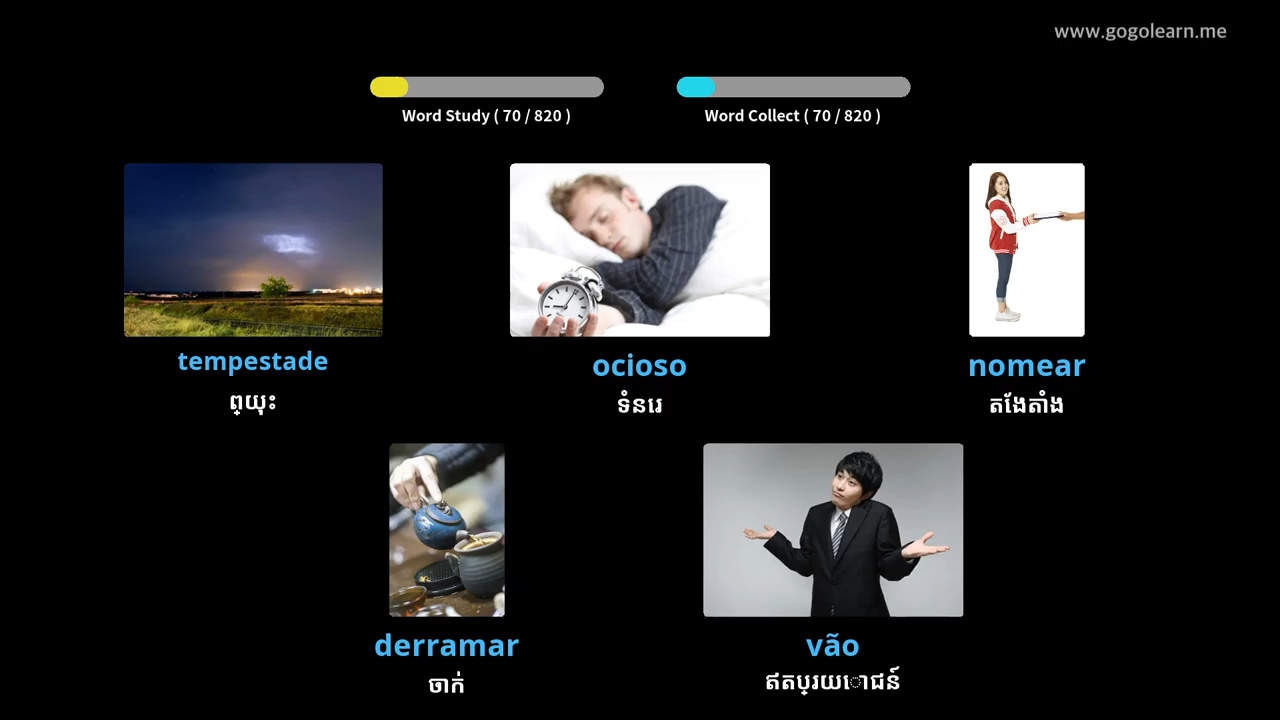 www.gogolearn.me
Word Study ( 70 / 820 )
Word Collect ( 70 / 820 )
tempestade
ព្យុះ
ocioso
ទំនេរ
nomear
តែងតាំង
derramar
ចាក់
vão
ឥតប្រយោជន៍